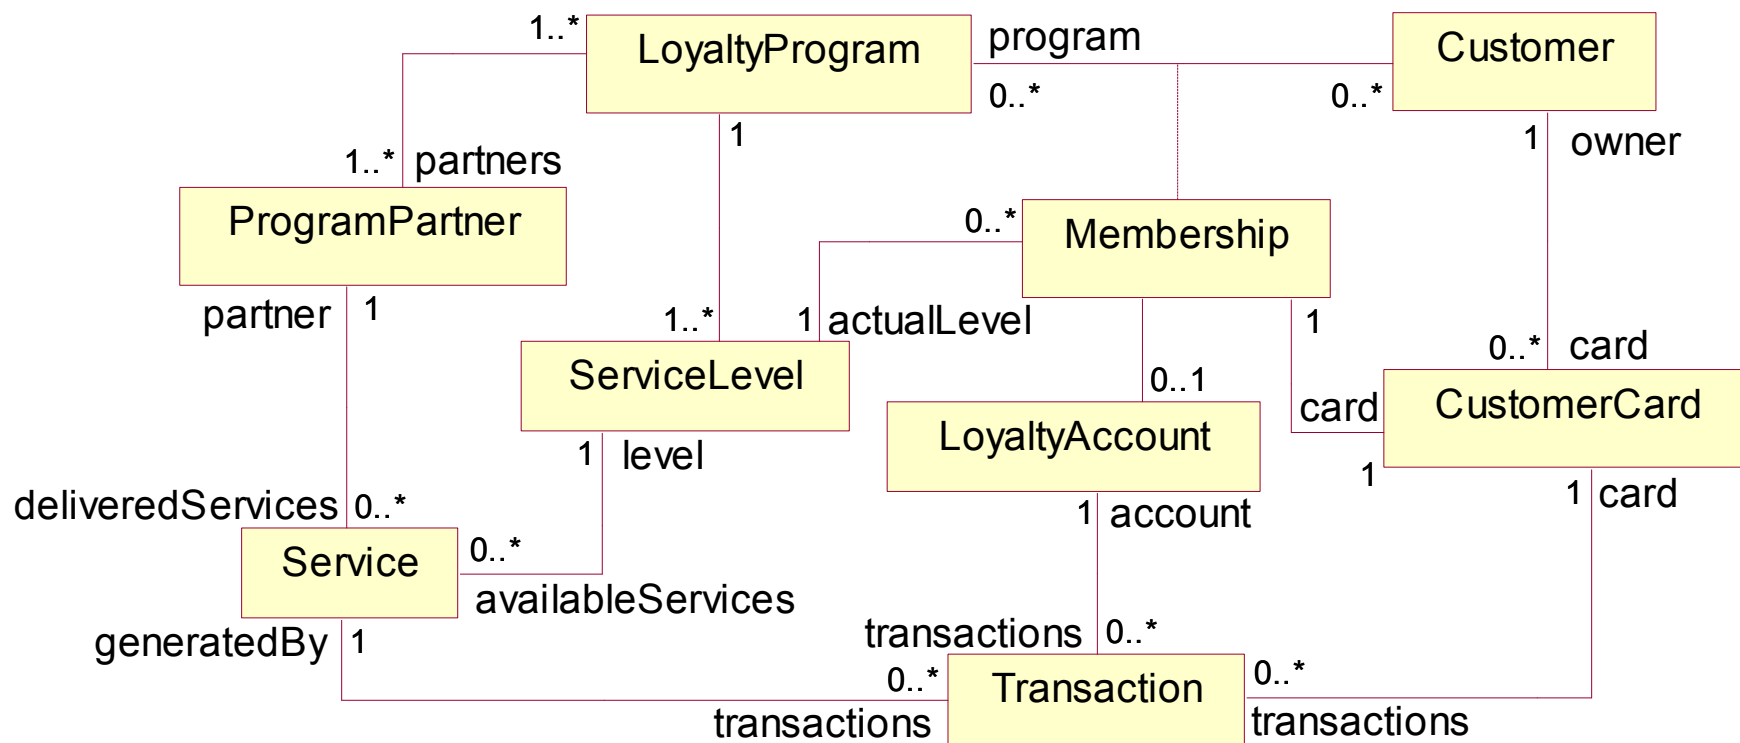 1..*
LoyaltyProgram
program
Customer
0..*
0..*
1
1
owner
1..*
partners
ProgramPartner
0..*
Membership
partner
1
1..*
1
actualLevel
1
0..*
card
ServiceLevel
0..1
card
CustomerCard
LoyaltyAccount
1
level
1
1
card
deliveredServices
0..*
1
account
Service
0..*
availableServices
generatedBy
1
transactions
0..*
0..*
Transaction
0..*
transactions
transactions